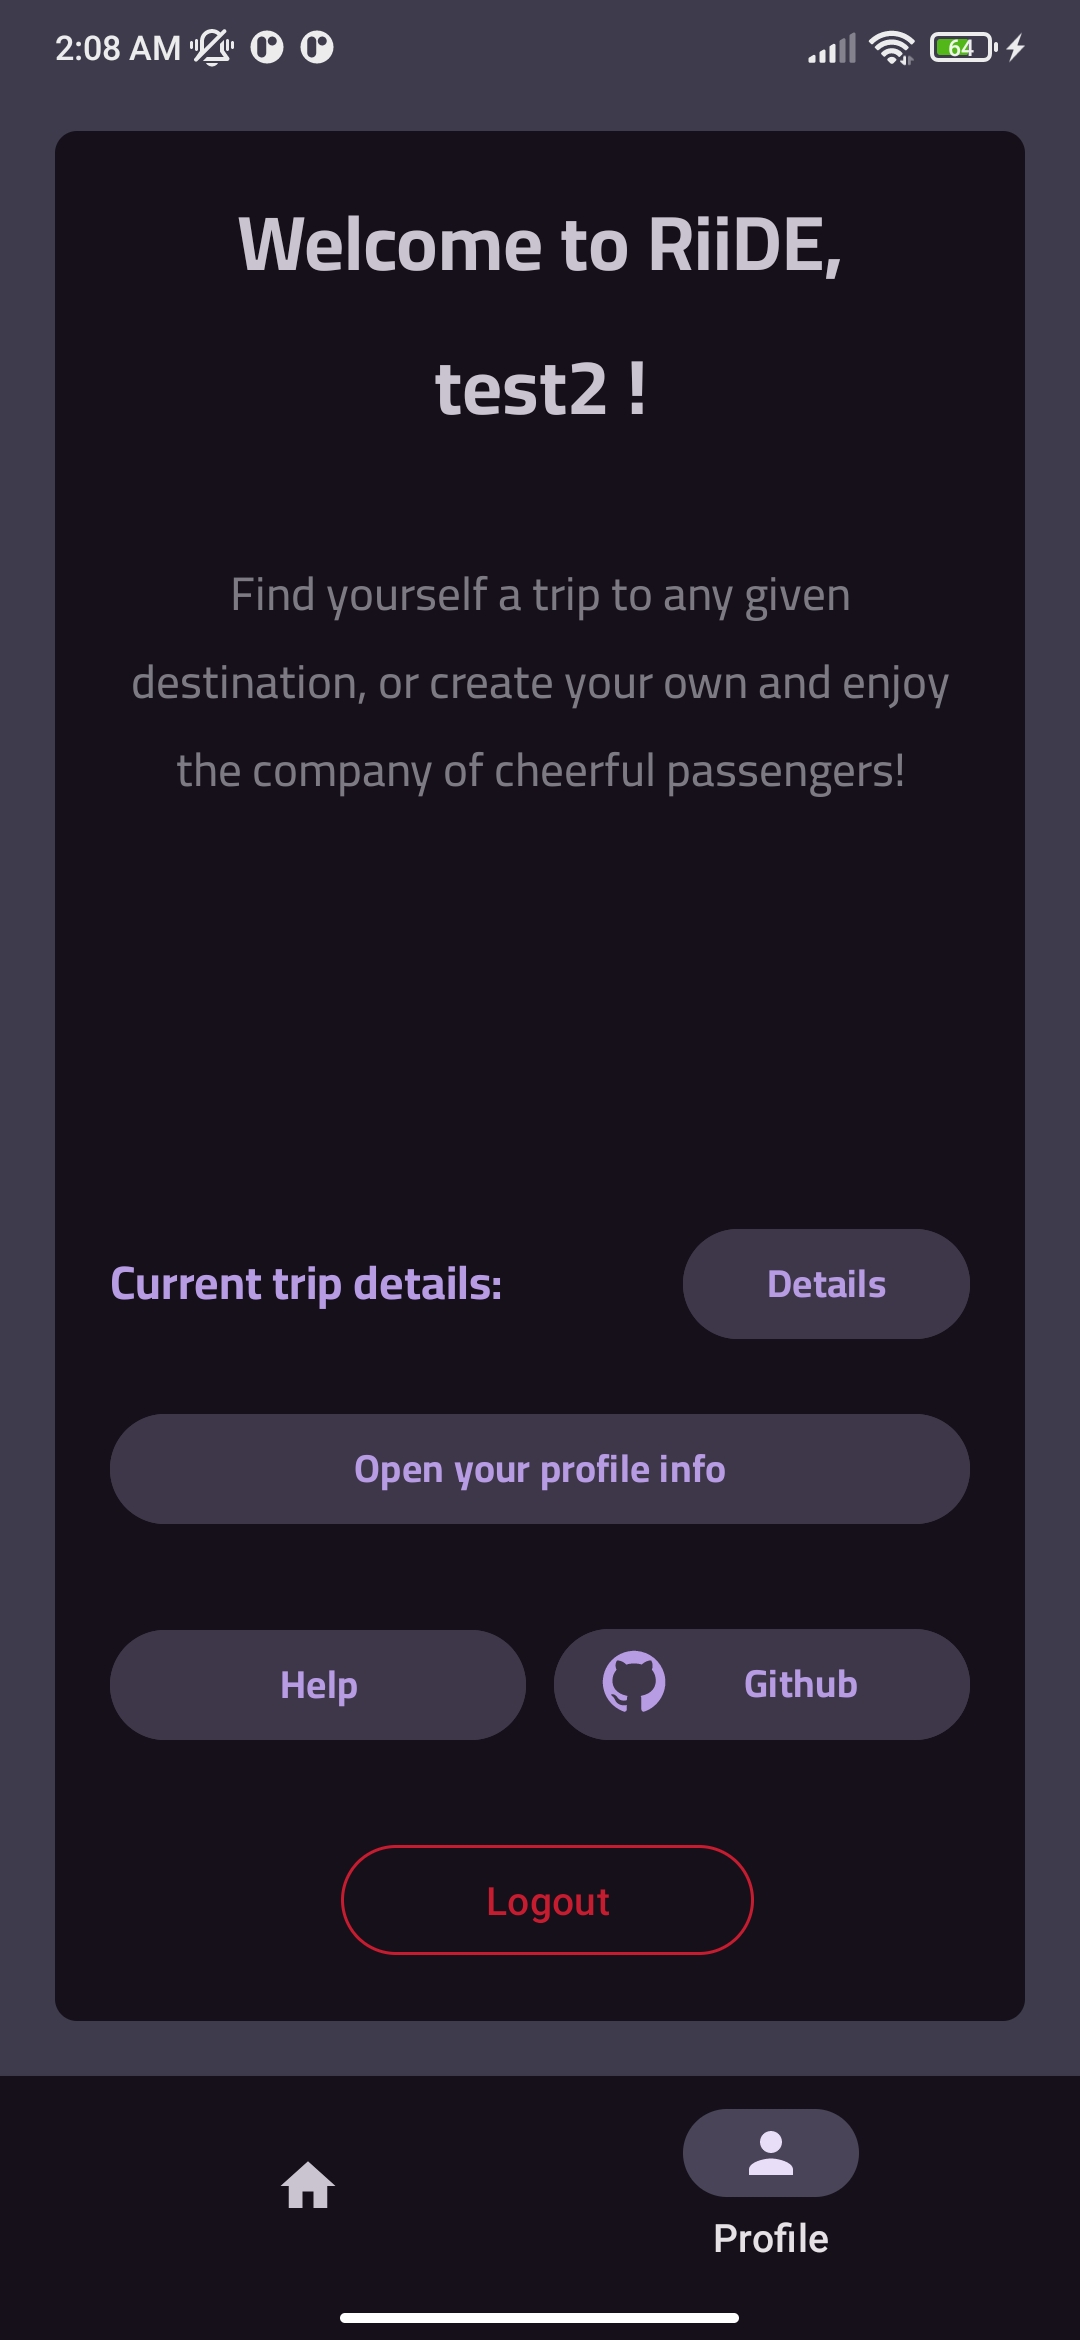 2:08 AM
64
Welcome to RiiDE,
test2 !
Find yourself a trip to any given
destination, or create your own and enjoy
the company of cheerful passengers!
Current trip details:
Details
Open your profile info
Help
Github
Logout
Profile